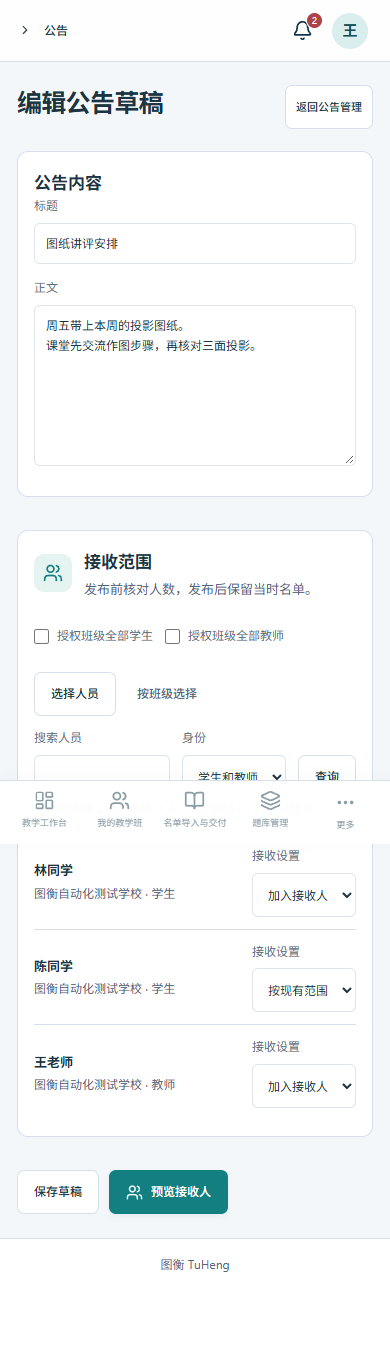 公告
2
王
编辑公告草稿
返回公告管理
公告内容
标题
图纸讲评安排
正文
周五带上本周的投影图纸。
课堂先交流作图步骤，再核对三面投影。
接收范围
发布前核对人数，发布后保留当时名单。
授权班级全部学生
授权班级全部教师
选择人员
按班级选择
搜索人员
身份
学生和教师
查询
教学工作台
我的教学班
名单导入与交付
题库管理
更多
林同学
图衡自动化测试学校 · 学生
接收设置
加入接收人
陈同学
图衡自动化测试学校 · 学生
接收设置
按现有范围
王老师
图衡自动化测试学校 · 教师
接收设置
加入接收人
保存草稿
预览接收人
图衡 TuHeng